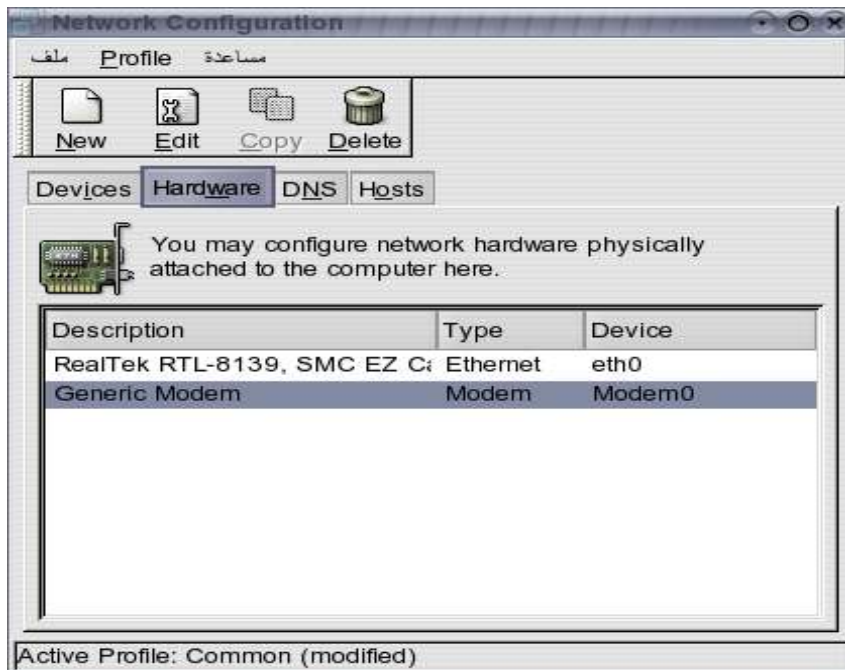 Network Configuration
ملف Profile مساعدة
New Edit Copy Delete
Devices Hardware DNS Hosts
You may configure network hardware physically
attached to the computer here.
Description Type Device
RealTek RTL-8139, SMC EZ Ca Ethernet eth0
Generic Modem Modem Modem0
Active Profile: Common (modified)